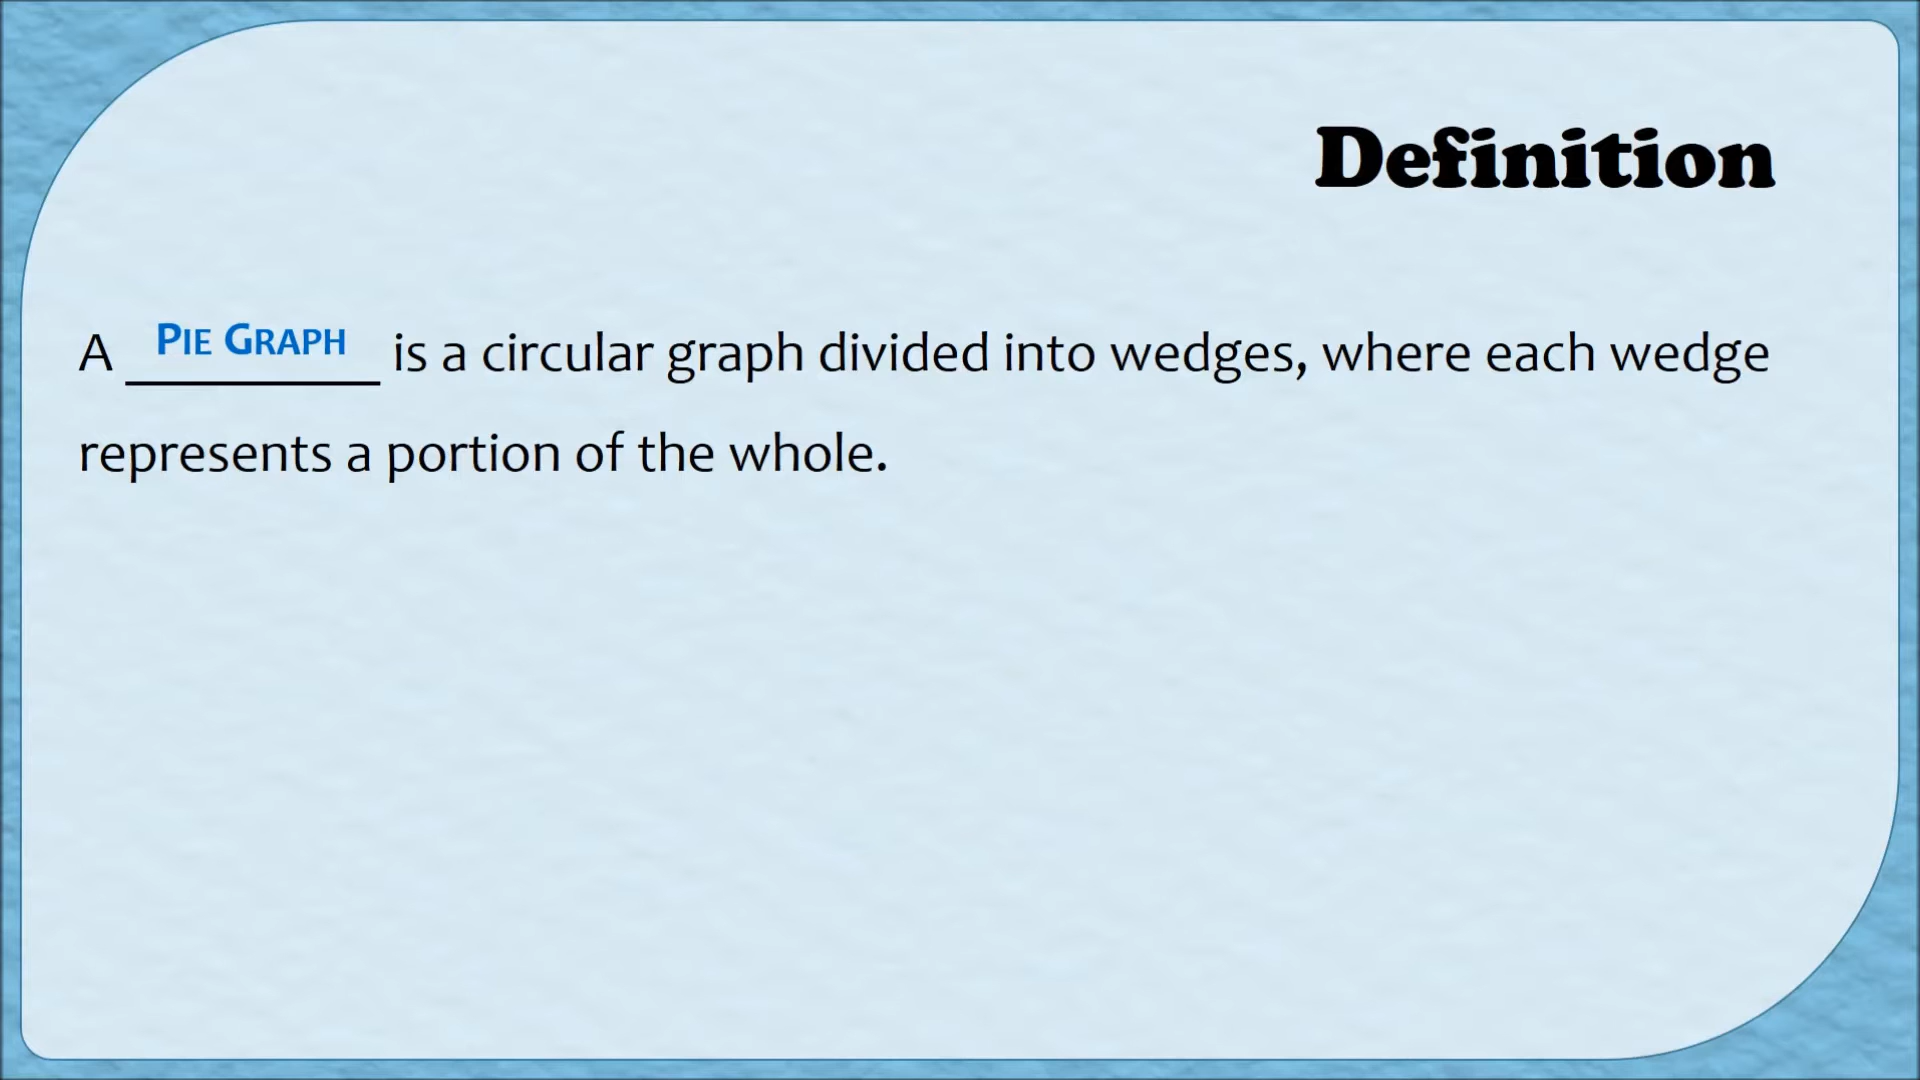 Definition
A PIE GRAPH is a circular graph divided into wedges, where each wedge
represents a portion of the whole.